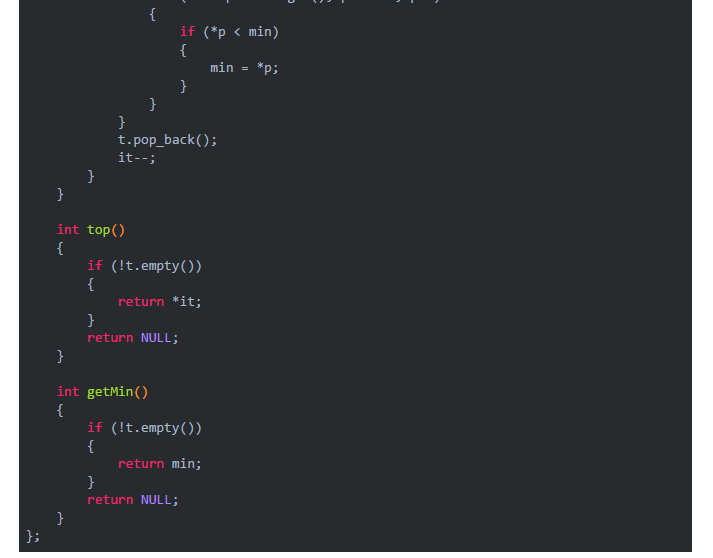 {
if (*p < min)
{
min = *p;
}
}
}
t.pop_back();
it--;
}
}
int top()
{
if (!t.empty())
{
return *it;
}
return NULL;
}
int getMin()
{
if (!t.empty())
{
return min;
}
return NULL;
}
};